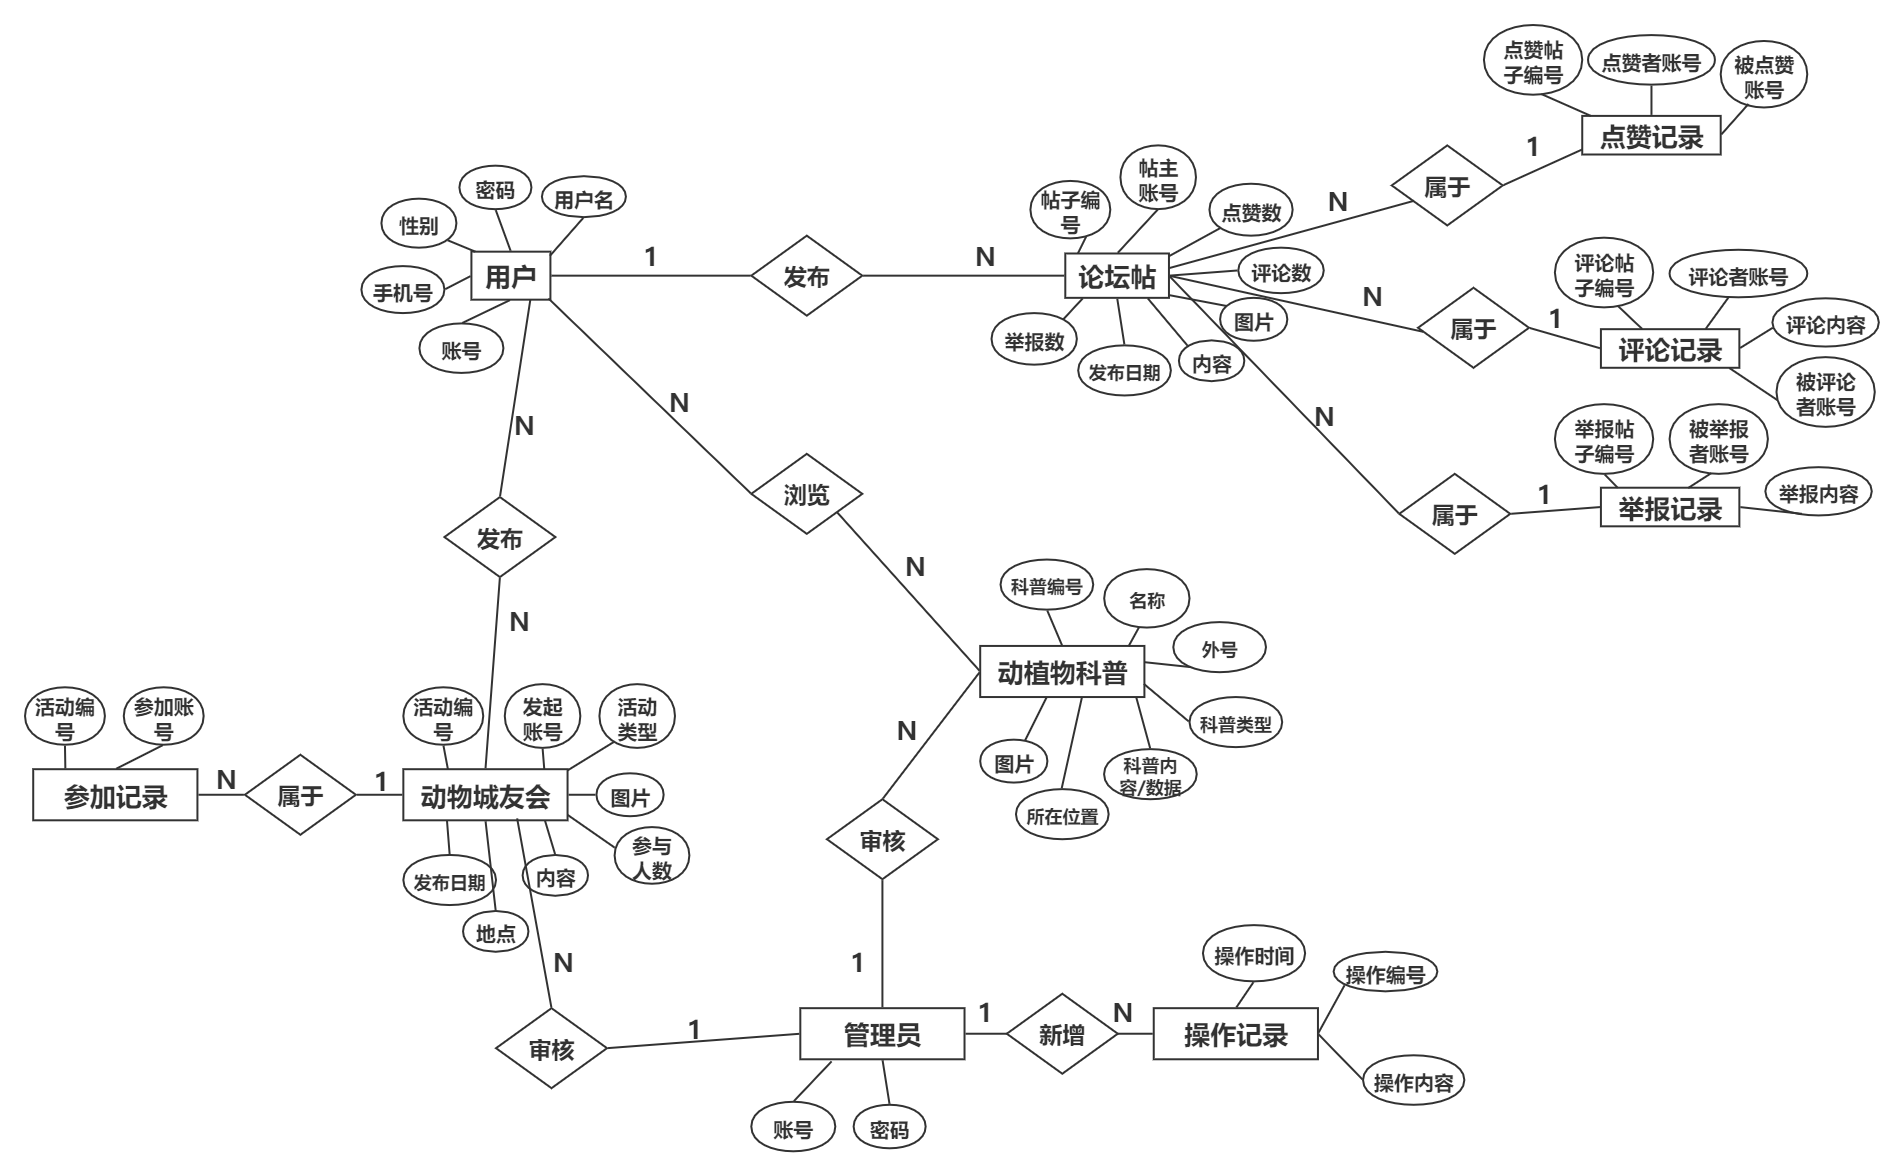 点赞帖
子编号
点赞者账号
被点赞
账号
点赞记录
1
属于
N
帖主
账号
帖子编
号
点赞数
密码
用户名
性别
用户
手机号
账号
1
发布
N
论坛帖
评论数
图片
举报数
发布日期
内容
N
属于
1
评论帖
子编号
评论者账号
评论内容
评论记录
被评论
者账号
N
属于
1
举报帖
子编号
被举报
者账号
举报内容
举报记录
N
N
浏览
N
发布
N
科普编号
名称
外号
动植物科普
科普类型
图片
科普内
容/数据
所在位置
N
审核
1
活动编
号
参加账
号
参加记录
N
属于
1
活动编
号
发起
账号
活动
类型
动物城友会
图片
参与
人数
发布日期
内容
地点
N
审核
1
管理员
账号
密码
1
新增
N
操作记录
操作时间
操作编号
操作内容